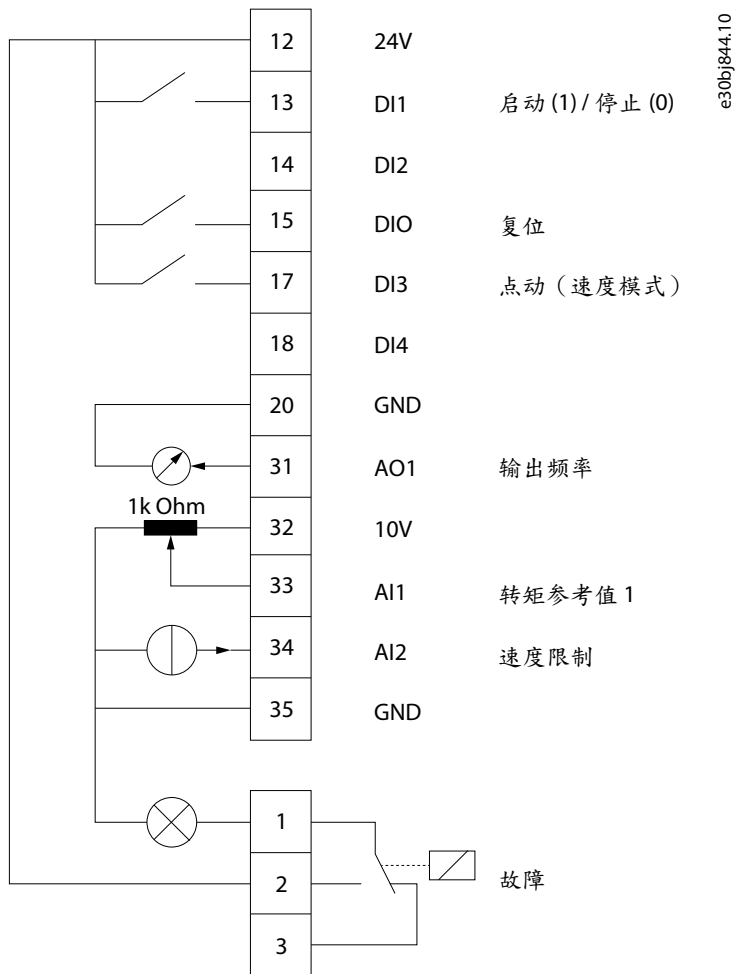 12 24V
13 DI1 启动 (1) / 停止 (0)
14 DI2
15 DIO 复位
17 DI3 点动（速度模式）
18 DI4
20 GND
31 AO1 输出频率
1k Ohm
32 10V
33 AI1 转矩参考值 1
34 AI2 速度限制
35 GND
1
2
故障
3
e30bj844.10